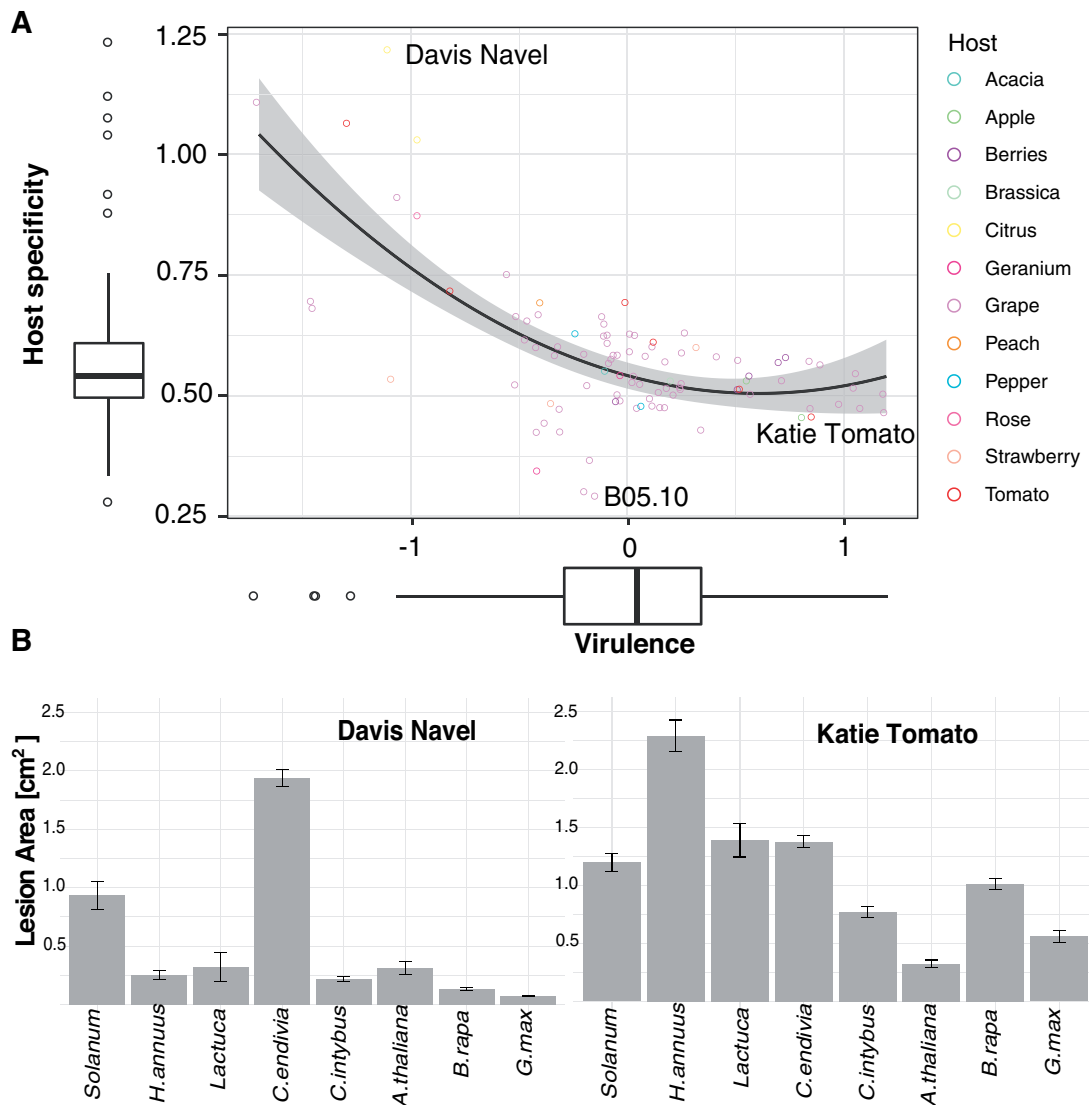 A
Host specificity
1.25
1.00
0.75
0.50
0.25
Davis Navel
Katie Tomato
B05.10
-1
0
1
Virulence
Host
Acacia
Apple
Berries
Brassica
Citrus
Geranium
Grape
Peach
Pepper
Rose
Strawberry
Tomato
B
Lesion Area [cm²]
2.5
2.0
1.5
1.0
0.5
Davis Navel
Solanum
H.annuus
Lactuca
C.endivia
C.intybus
A.thaliana
B.rapa
G.max
2.5
2.0
1.5
1.0
0.5
Katie Tomato
Solanum
H.annuus
Lactuca
C.endivia
C.intybus
A.thaliana
B.rapa
G.max